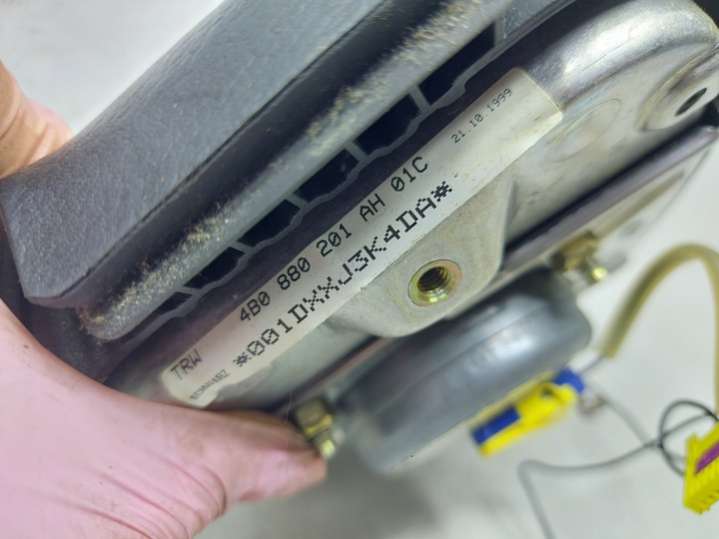 21.10.1999
4B0 880 201 AH 01C
*001DXXJ3K4DA*
TRW